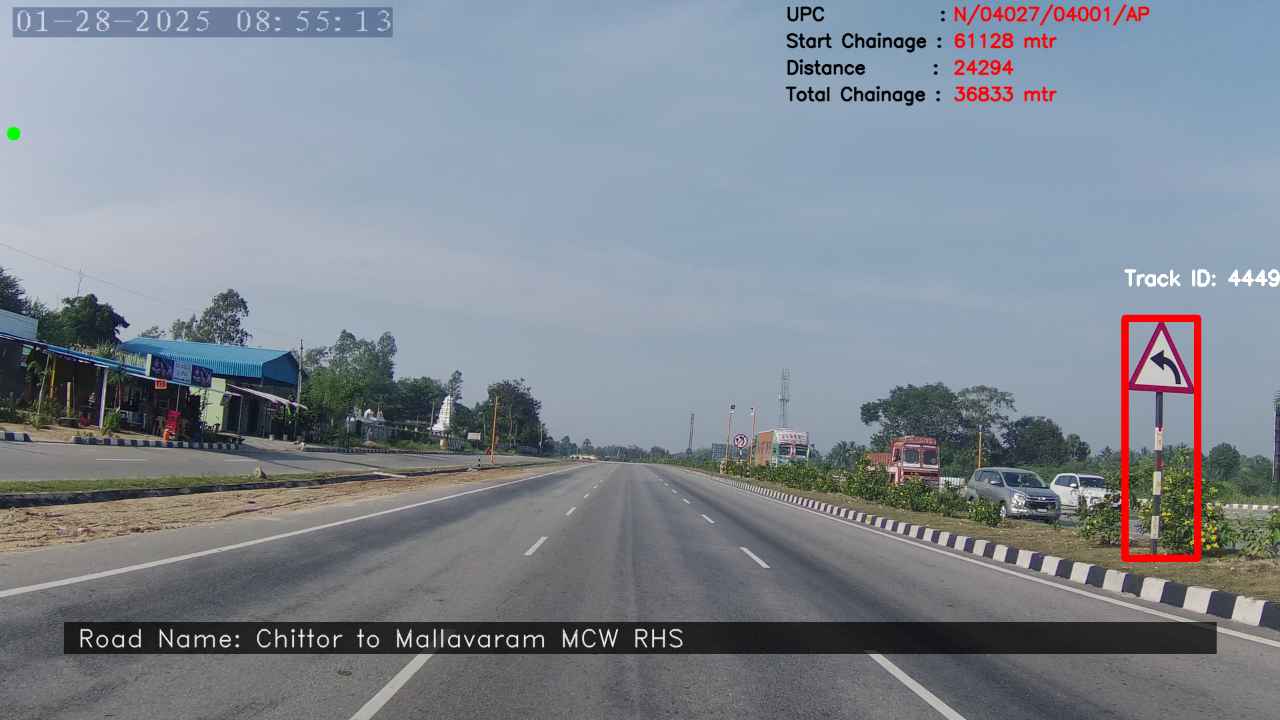 01-28-2025 08:55:13
UPC : N/04027/04001/AP
Start Chainage : 61128 mtr
Distance : 24294
Total Chainage : 36833 mtr
Track ID: 4449
Road Name: Chittor to Mallavaram MCW RHS